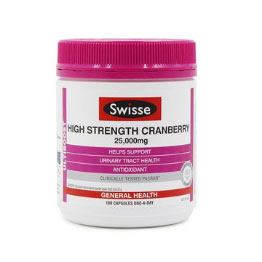 Swisse
HIGH STRENGTH CRANBERRY
25,000mg
HELPS SUPPORT
URINARY TRACT HEALTH
ANTIOXIDANT
CLINICALLY TESTED PACRAN®
GENERAL HEALTH
100 CAPSULES ONE-A-DAY